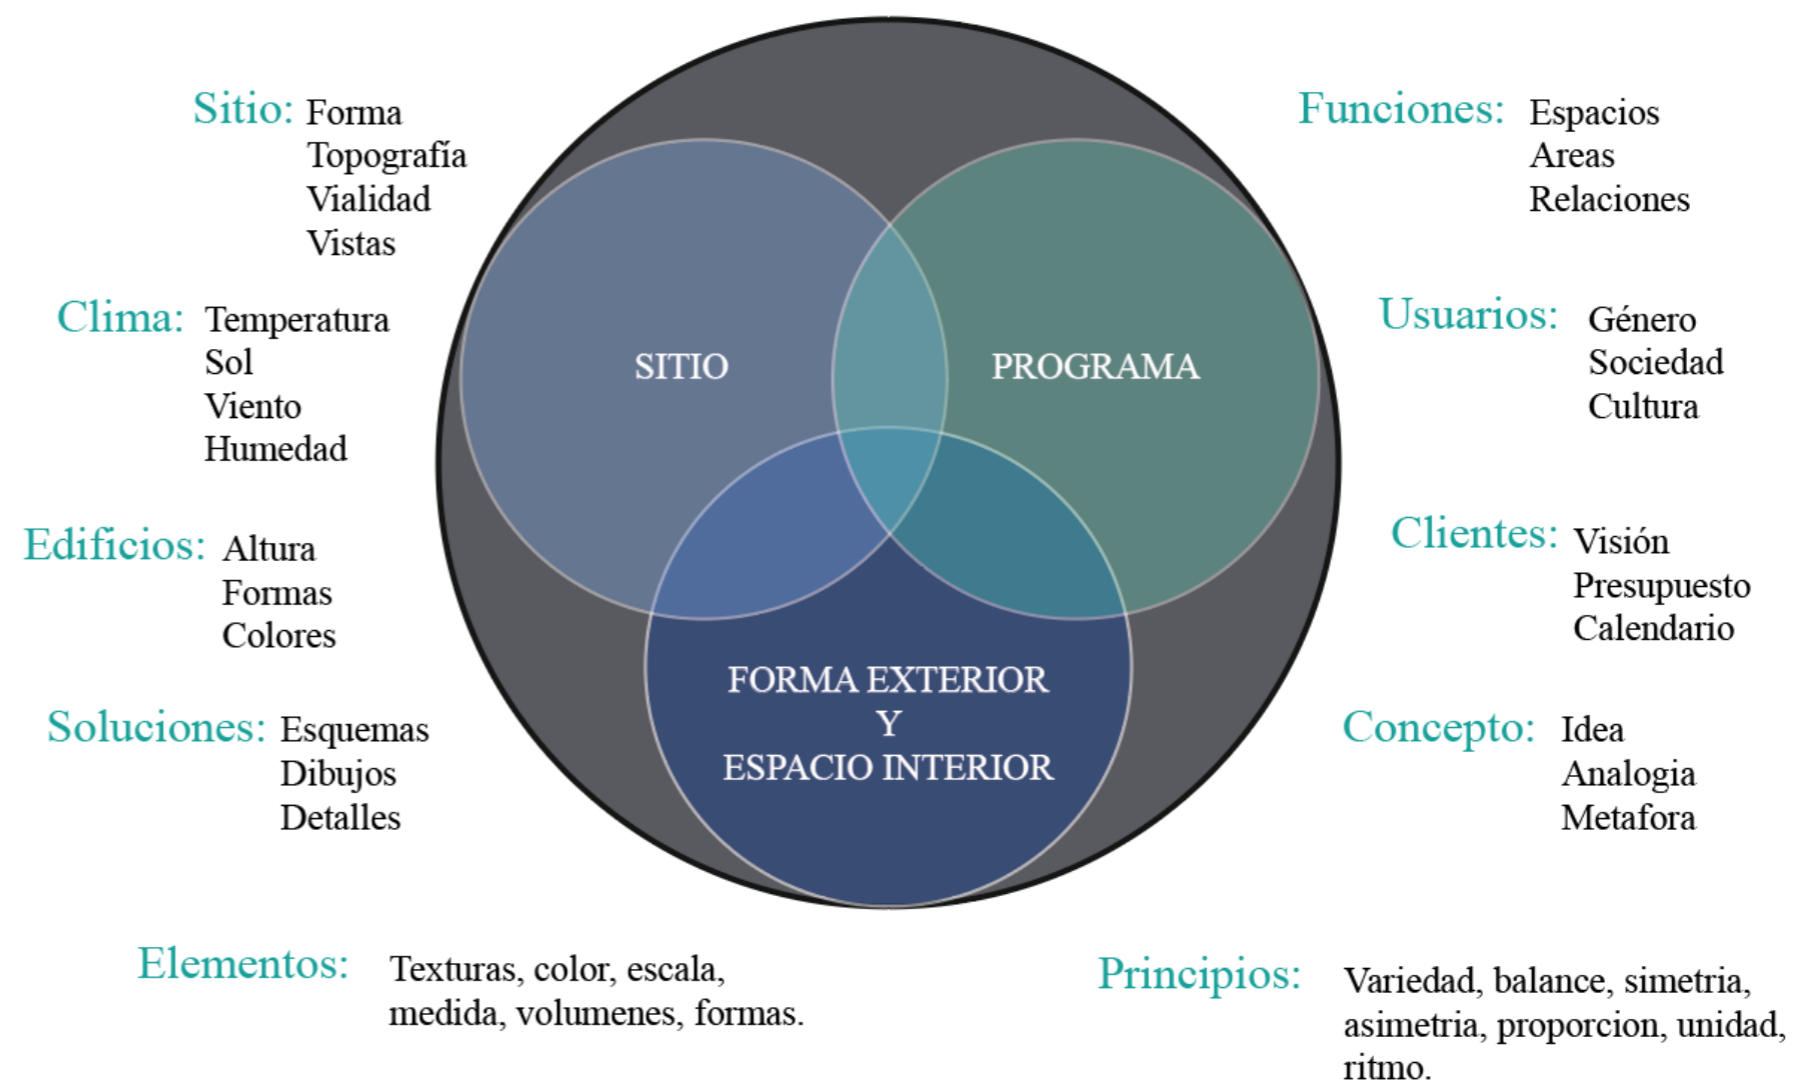 Sitio: Forma
Topografía
Vialidad
Vistas
Clima: Temperatura
Sol
Viento
Humedad
Edificios: Altura
Formas
Colores
Soluciones: Esquemas
Dibujos
Detalles
SITIO
PROGRAMA
FORMA EXTERIOR
Y
ESPACIO INTERIOR
Funciones: Espacios
Areas
Relaciones
Usuarios: Género
Sociedad
Cultura
Clientes: Visión
Presupuesto
Calendario
Concepto: Idea
Analogia
Metafora
Elementos: Texturas, color, escala,
medida, volumenes, formas.
Principios: Variedad, balance, simetria,
asimetria, proporcion, unidad,
ritmo.